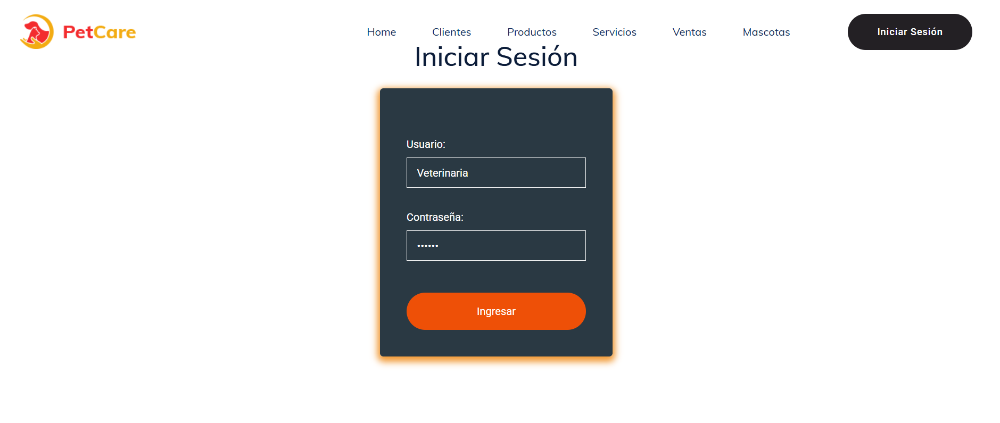 PetCare
Home Clientes Productos Servicios Ventas Mascotas Iniciar Sesión
Iniciar Sesión
Usuario:
Veterinaria
Contraseña:
••••••
Ingresar